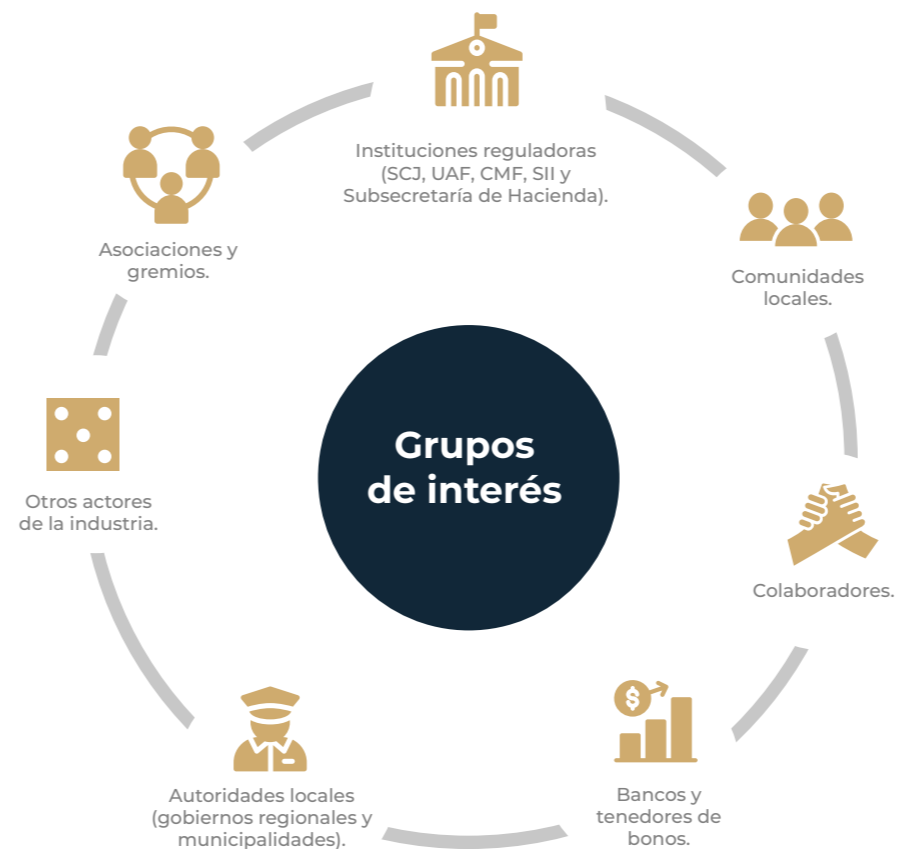 Instituciones reguladoras
(SCJ, UAF, CMF, SII y
Subsecretaría de Hacienda).
Asociaciones y
gremios.
Comunidades
locales.
Grupos
de interés
Otros actores
de la industria.
Colaboradores.
$
Autoridades locales
(gobiernos regionales y
municipalidades).
Bancos y
tenedores de
bonos.